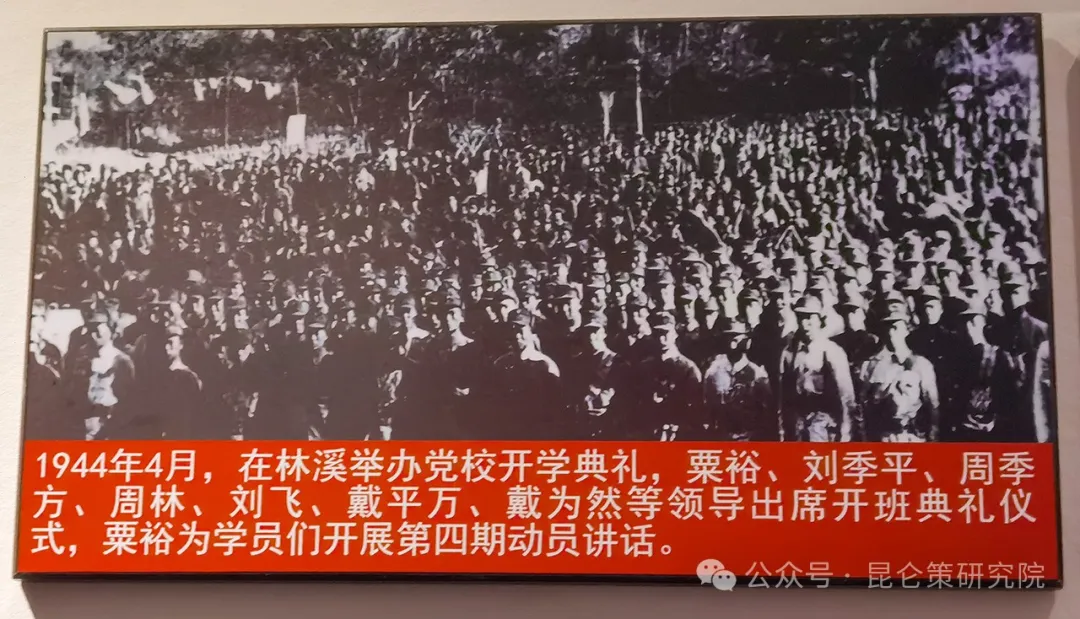 1944年4月，在林溪举办党校开学典礼，粟裕、刘季平、周季
方、周林、刘飞、戴平万、戴为然等领导出席开班典礼仪
式，粟裕为学员们开展第四期动员讲话。
公众号·昆仑策研究院